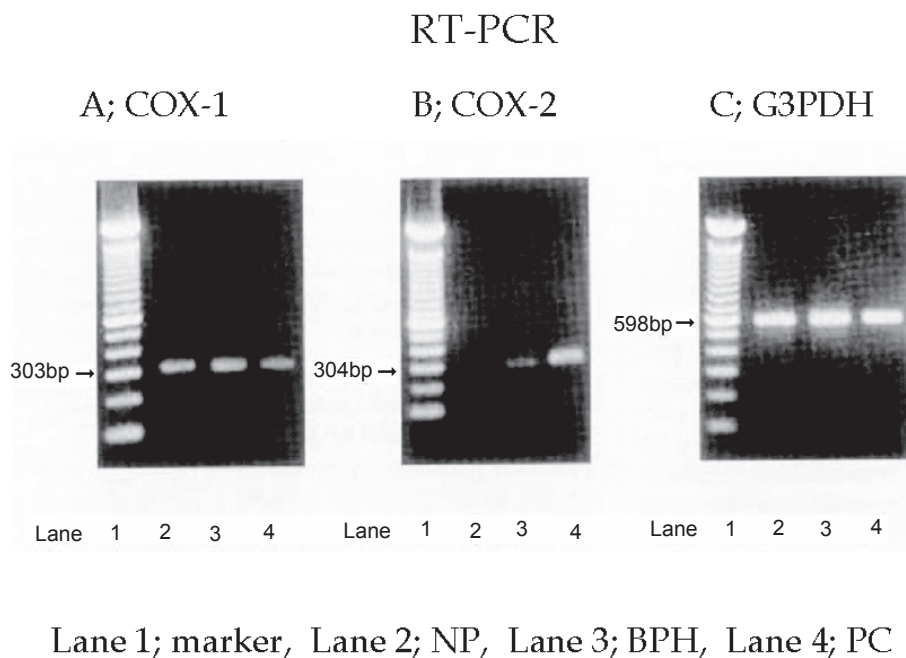 RT-PCR
A; COX-1 B; COX-2 C; G3PDH
303bp→ 304bp→ 598bp→
Lane 1 2 3 4 Lane 1 2 3 4 Lane 1 2 3 4
Lane 1; marker, Lane 2; NP, Lane 3; BPH, Lane 4; PC